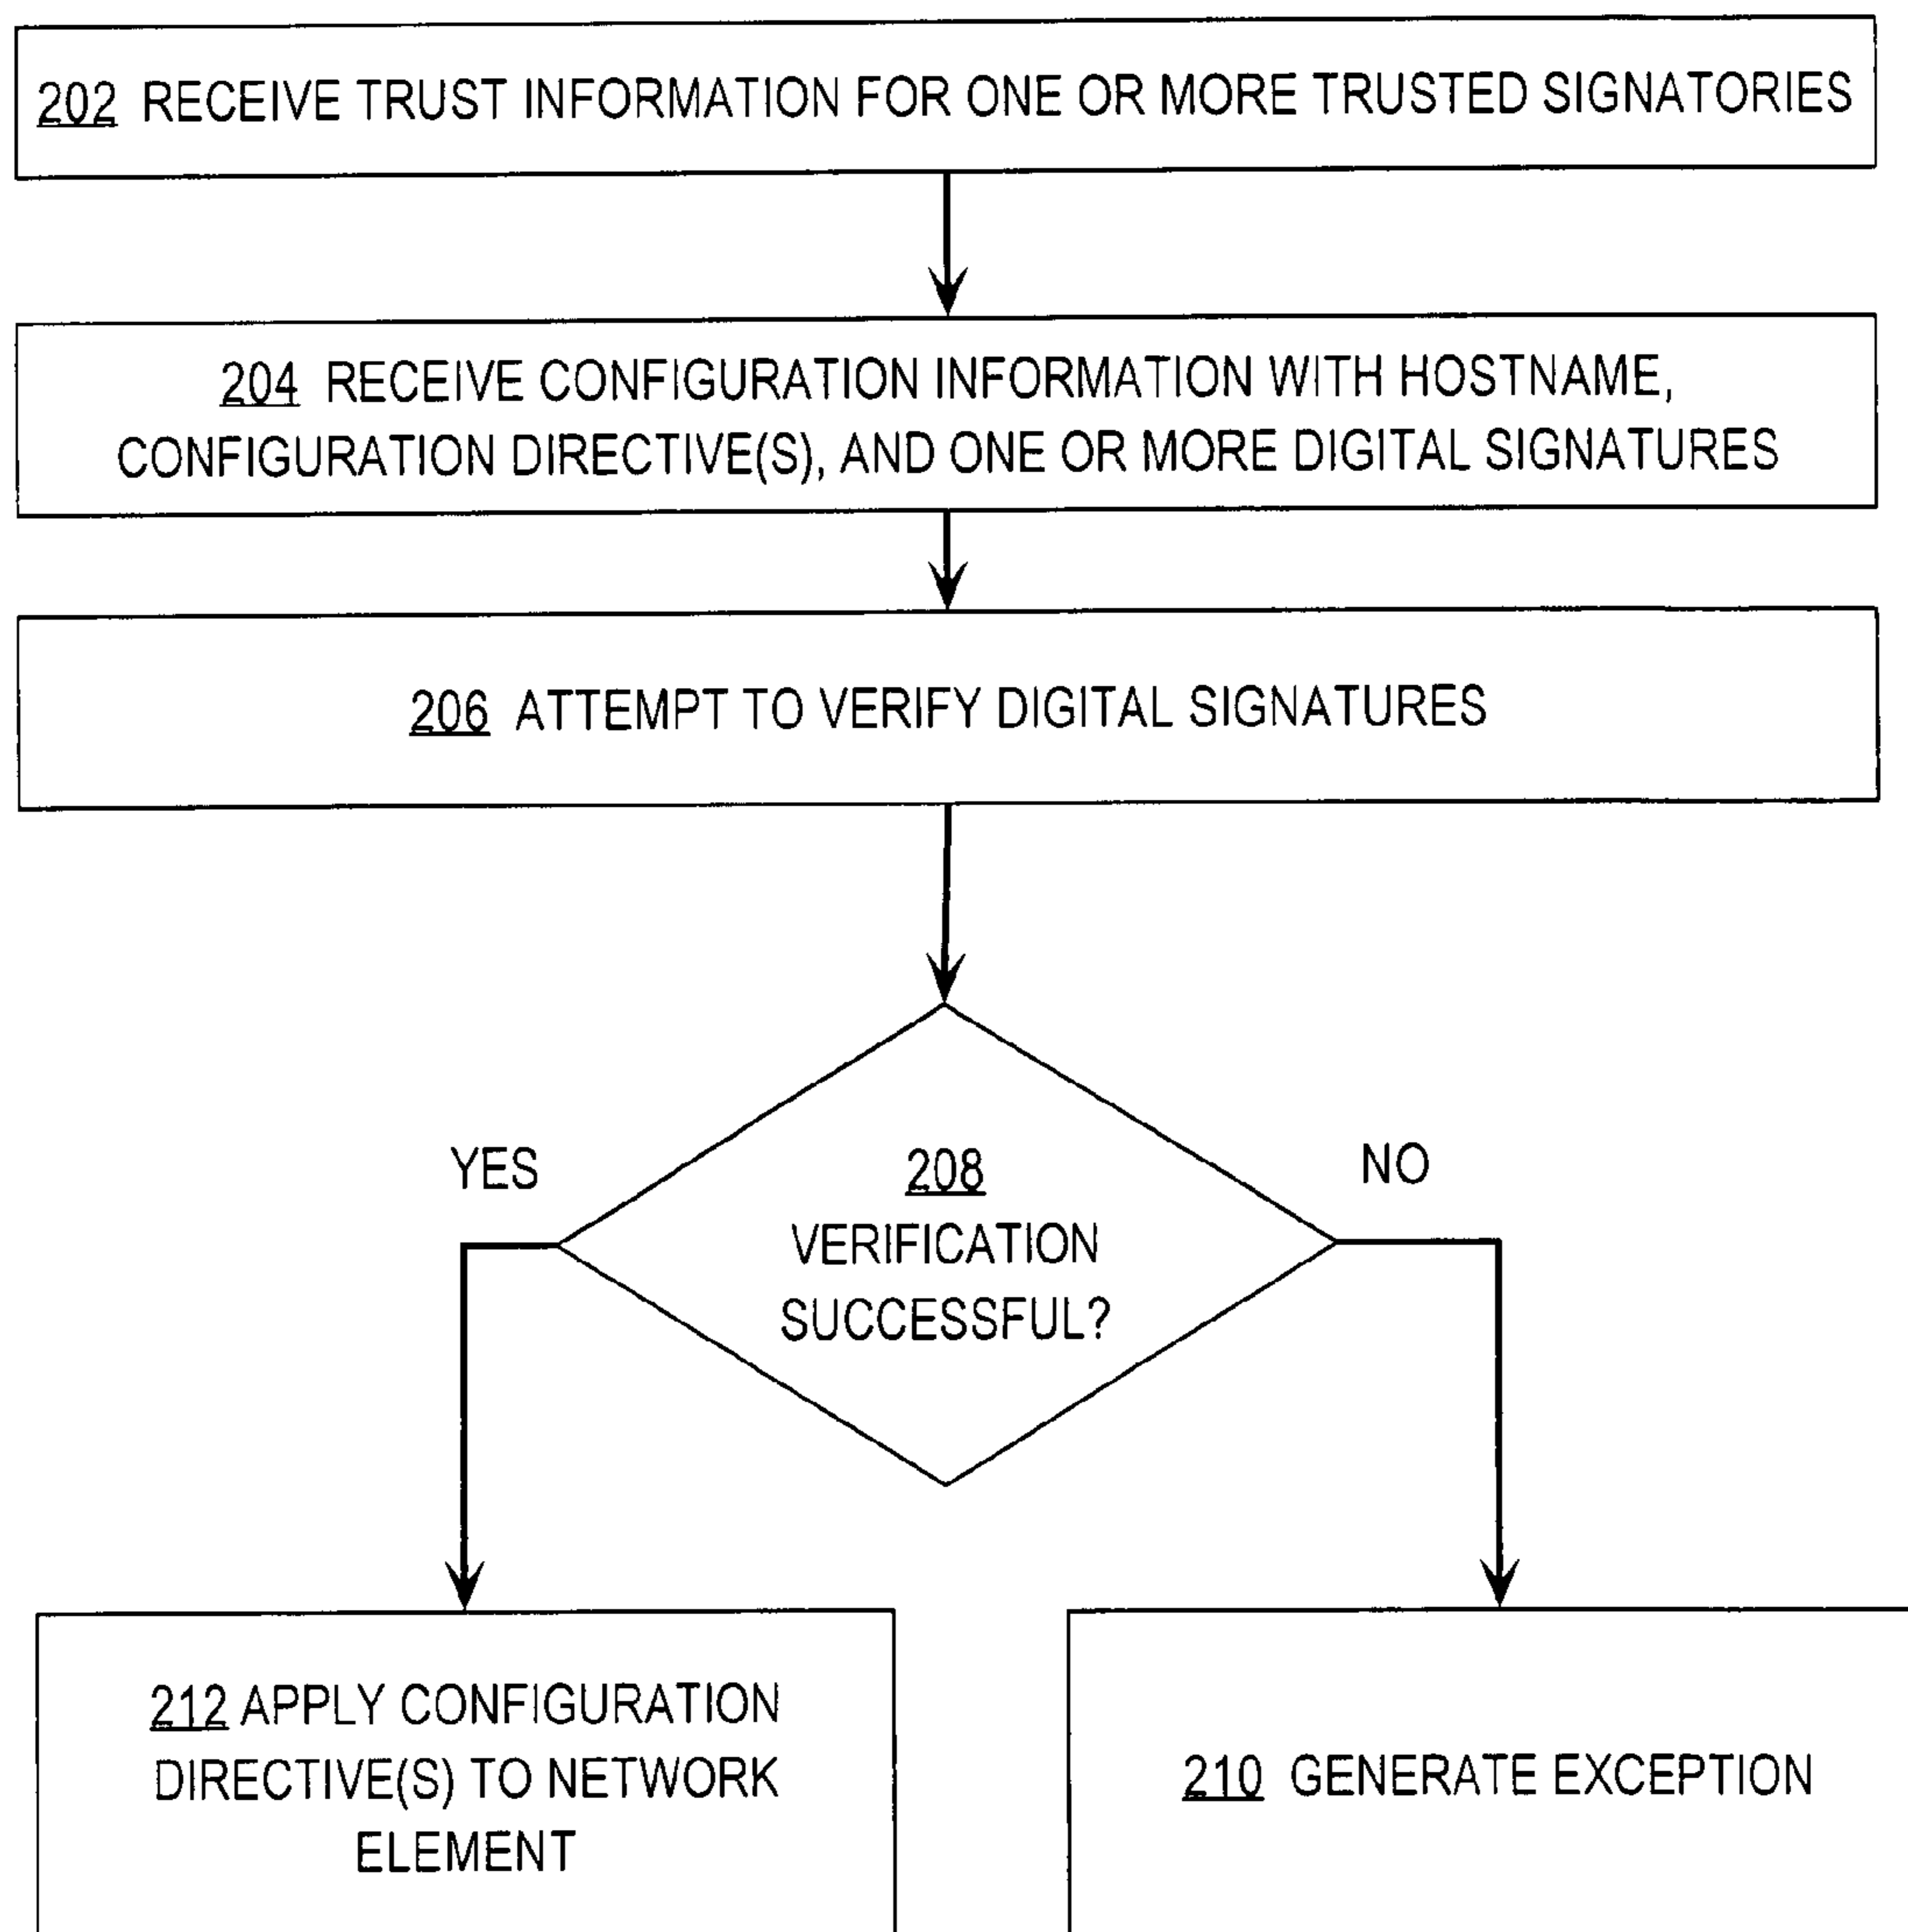 202 RECEIVE TRUST INFORMATION FOR ONE OR MORE TRUSTED SIGNATORIES
204 RECEIVE CONFIGURATION INFORMATION WITH HOSTNAME,
CONFIGURATION DIRECTIVE(S), AND ONE OR MORE DIGITAL SIGNATURES
206 ATTEMPT TO VERIFY DIGITAL SIGNATURES
YES
208
NO
VERIFICATION
SUCCESSFUL?
212 APPLY CONFIGURATION
DIRECTIVE(S) TO NETWORK
ELEMENT
210 GENERATE EXCEPTION